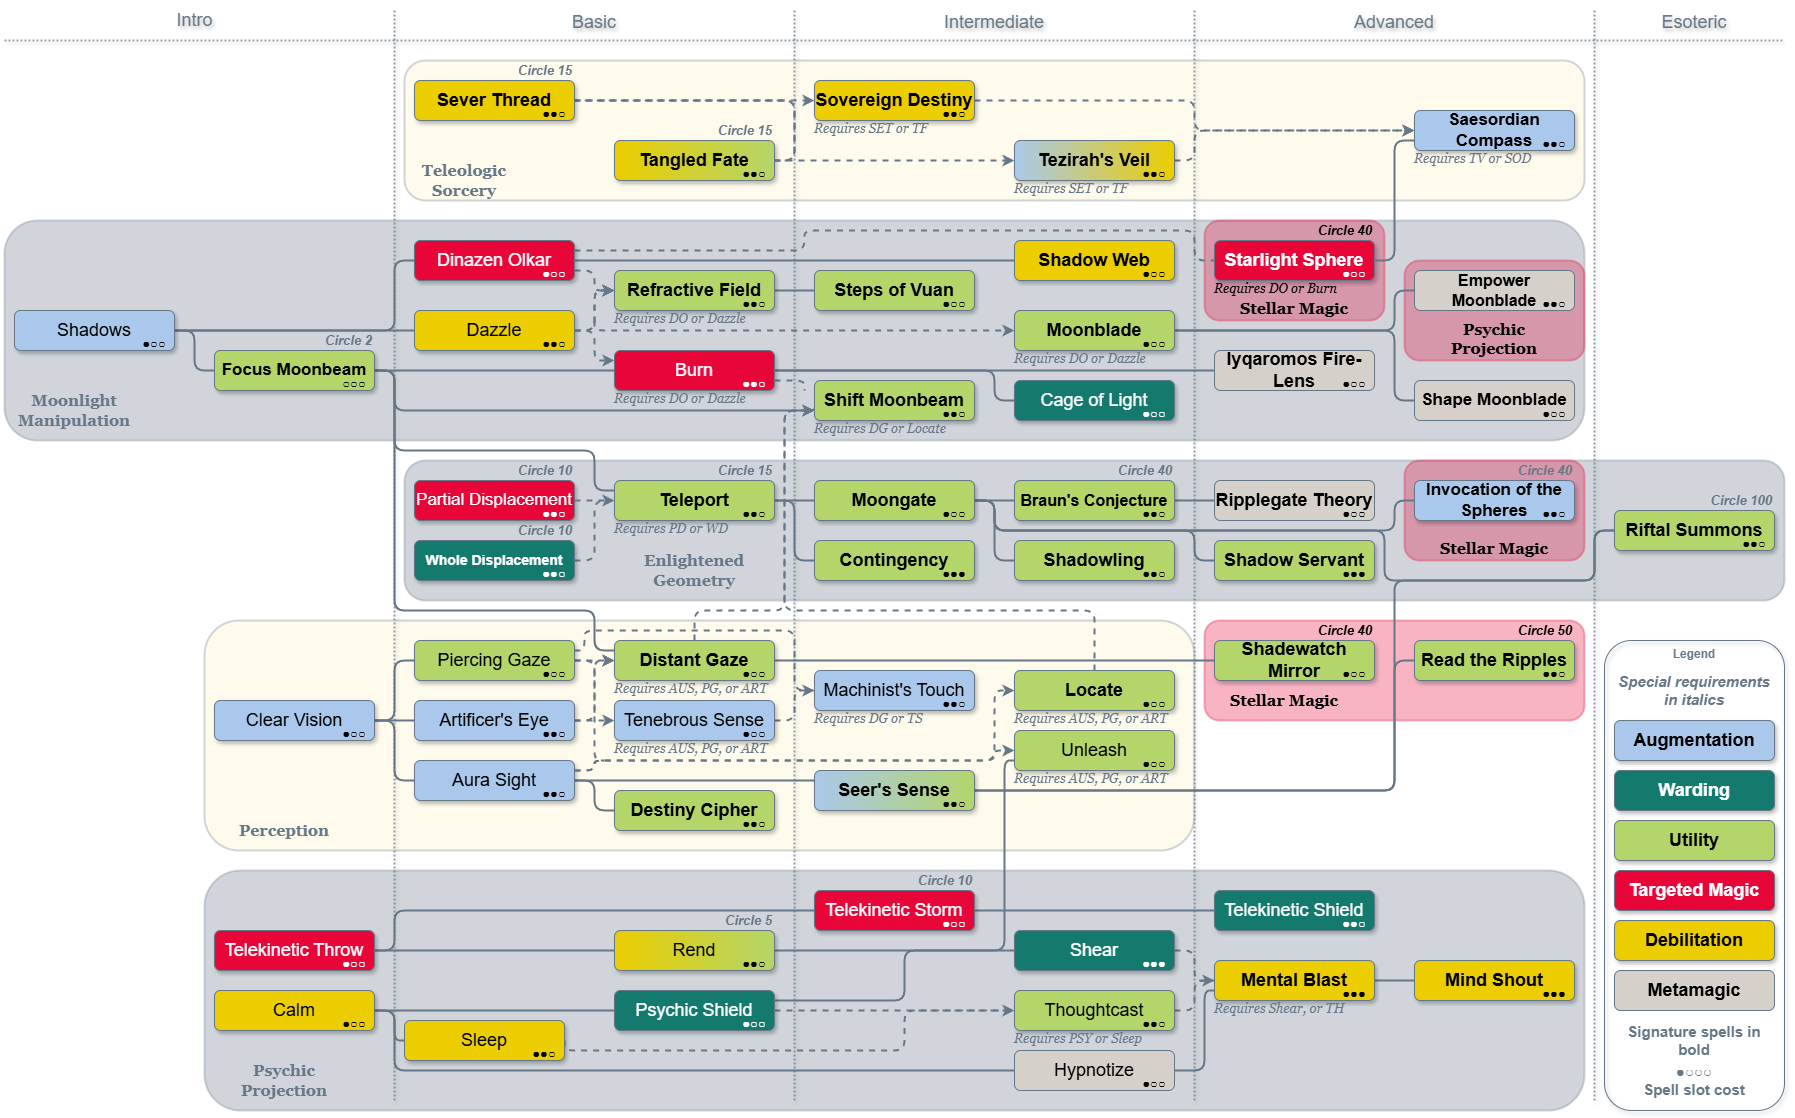 Intro
Basic
Intermediate
Advanced
Esoteric
Circle 15
Sever Thread
Sovereign Destiny
Requires SET or TF
Circle 15
Tangled Fate
Tezirah's Veil
Requires SET or TF
Saesordian
Compass
Requires TV or SOD
Teleologic
Sorcery
Circle 40
Dinazen Olkar
Shadow Web
Starlight Sphere
Requires DO or Burn
Stellar Magic
Refractive Field
Requires DO or Dazzle
Steps of Vuan
Empower
Moonblade
Psychic
Projection
Shadows
Dazzle
Moonblade
Requires DO or Dazzle
Circle 2
Focus Moonbeam
Burn
Requires DO or Dazzle
Iyqaromos Fire-
Lens
Shift Moonbeam
Requires DG or Locate
Cage of Light
Shape Moonblade
Moonlight
Manipulation
Circle 10
Partial Displacement
Circle 15
Teleport
Requires PD or WD
Moongate
Circle 40
Braun's Conjecture
Ripplegate Theory
Circle 40
Invocation of the
Spheres
Stellar Magic
Circle 100
Riftal Summons
Circle 10
Whole Displacement
Enlightened
Geometry
Contingency
Shadowling
Shadow Servant
Piercing Gaze
Distant Gaze
Requires AUS, PG, or ART
Circle 40
Shadewatch
Mirror
Circle 50
Read the Ripples
Stellar Magic
Machinist's Touch
Requires DG or TS
Locate
Requires AUS, PG, or ART
Clear Vision
Artificer's Eye
Tenebrous Sense
Requires AUS, PG, or ART
Unleash
Requires AUS, PG, or ART
Aura Sight
Seer's Sense
Destiny Cipher
Perception
Circle 10
Telekinetic Storm
Telekinetic Shield
Circle 5
Telekinetic Throw
Rend
Shear
Mental Blast
Requires Shear, or TH
Mind Shout
Calm
Psychic Shield
Thoughtcast
Requires PSY or Sleep
Sleep
Hypnotize
Psychic
Projection
Legend
Special requirements
in italics
Augmentation
Warding
Utility
Targeted Magic
Debilitation
Metamagic
Signature spells in
bold
Spell slot cost